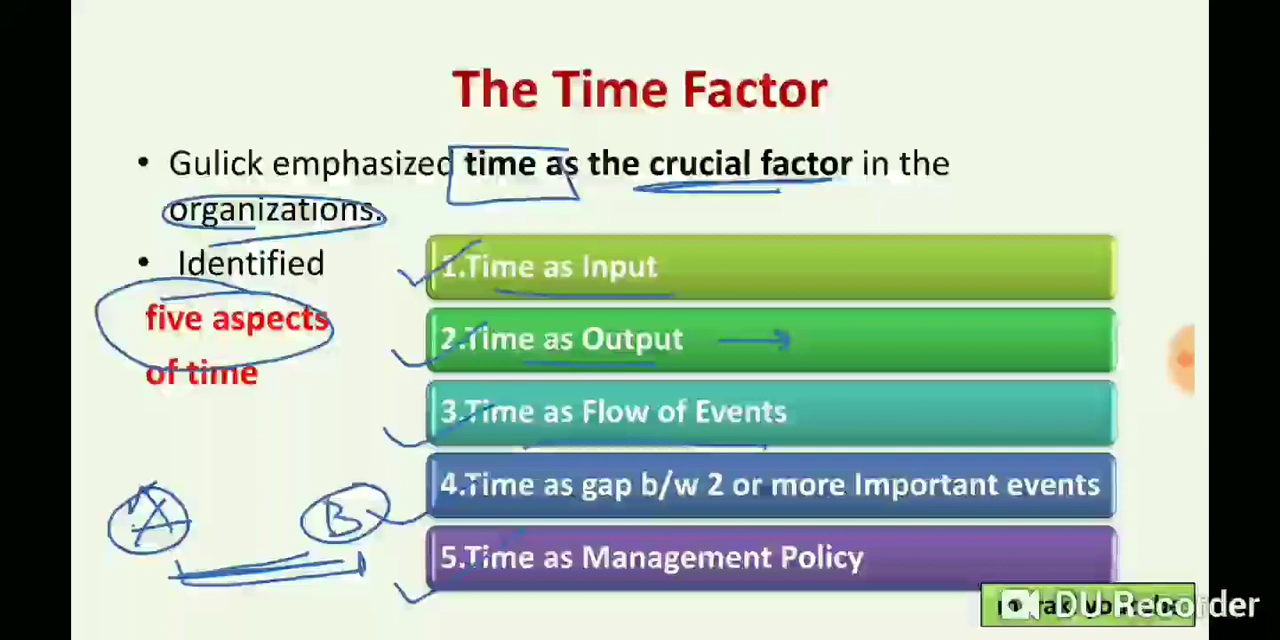 The Time Factor
• Gulick emphasized time as the crucial factor in the
organizations.
• Identified
five aspects
of time
1.Time as Input
2.Time as Output
3.Time as Flow of Events
4.Time as gap b/w 2 or more Important events
5.Time as Management Policy
A B
DU Recorder